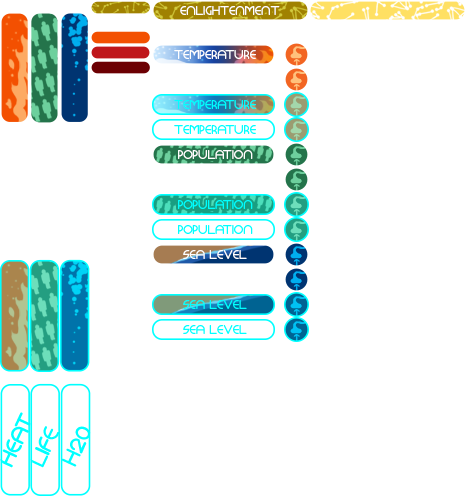 ENLIGHTENMENT
TEMPERATURE
TEMPERATURE
TEMPERATURE
POPULATION
POPULATION
POPULATION
SEA LEVEL
SEA LEVEL
SEA LEVEL
HEAT
LIFE
H2O